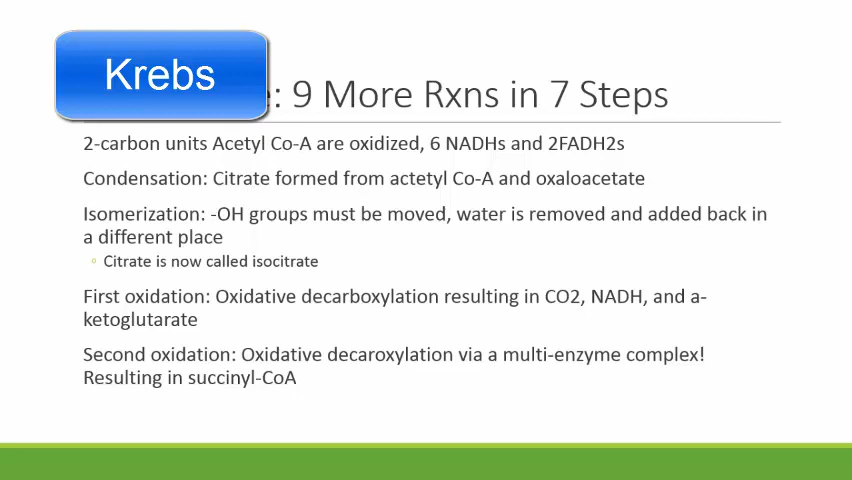 Krebs
e: 9 More Rxns in 7 Steps
2-carbon units Acetyl Co-A are oxidized, 6 NADHs and 2FADH2s
Condensation: Citrate formed from actetyl Co-A and oxaloacetate
Isomerization: -OH groups must be moved, water is removed and added back in
a different place
Citrate is now called isocitrate
First oxidation: Oxidative decarboxylation resulting in CO2, NADH, and a-
ketoglutarate
Second oxidation: Oxidative decaroxylation via a multi-enzyme complex!
Resulting in succinyl-CoA